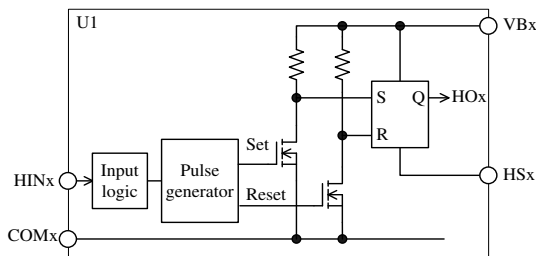 U1
VBx
S
Q
HOx
R
Set
HINx
Input
logic
Pulse
generator
HSx
Reset
COMx